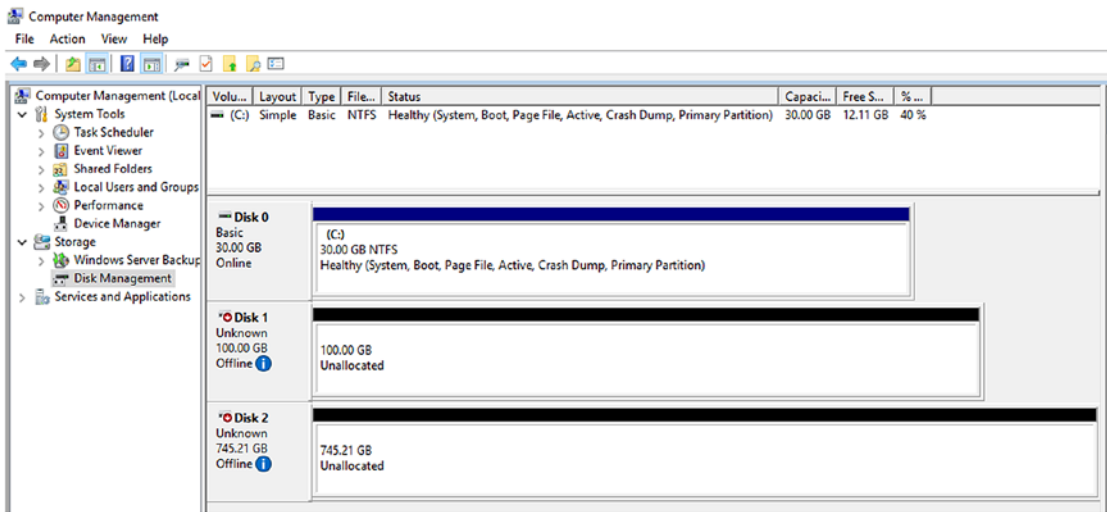 Computer Management
File Action View Help
Computer Management (Local
System Tools
Task Scheduler
Event Viewer
Shared Folders
Local Users and Groups
Performance
Device Manager
Storage
Windows Server Backup
Disk Management
Services and Applications
Volu... Layout Type File... Status Capaci... Free S... % ...
(C:) Simple Basic NTFS Healthy (System, Boot, Page File, Active, Crash Dump, Primary Partition) 30.00 GB 12.11 GB 40 %
Disk 0
Basic
30.00 GB
Online
(C:)
30.00 GB NTFS
Healthy (System, Boot, Page File, Active, Crash Dump, Primary Partition)
Disk 1
Unknown
100.00 GB
Offline
100.00 GB
Unallocated
Disk 2
Unknown
745.21 GB
Offline
745.21 GB
Unallocated